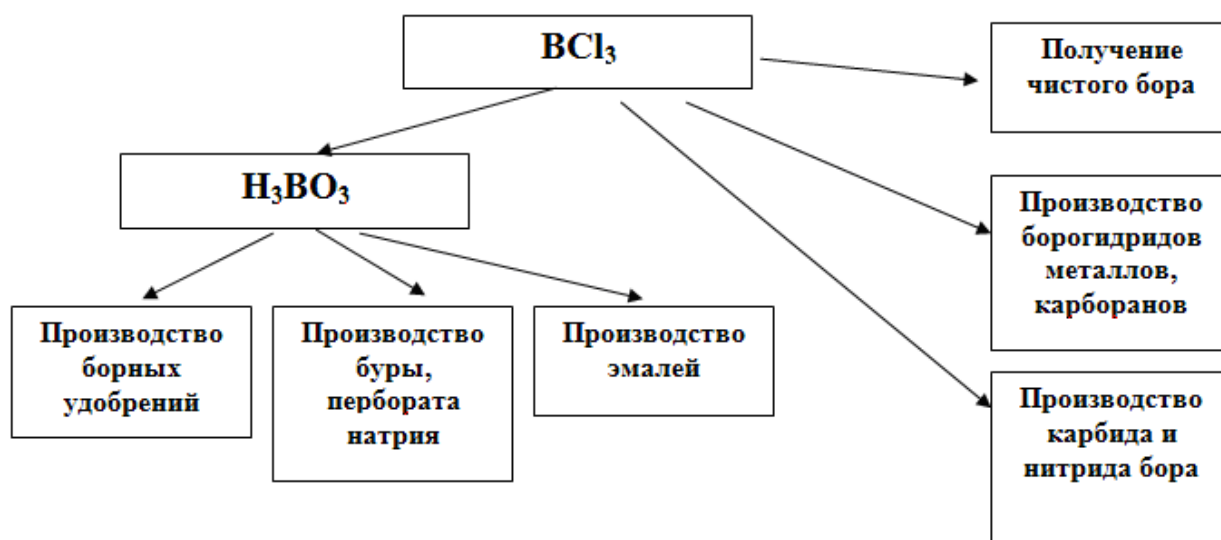 BCl₃
Получение
чистого бора
H₃BO₃
Производство
борогидридов
металлов,
карборанов
Производство
борных
удобрений
Производство
буры,
пербората
натрия
Производство
эмалей
Производство
карбида и
нитрида бора